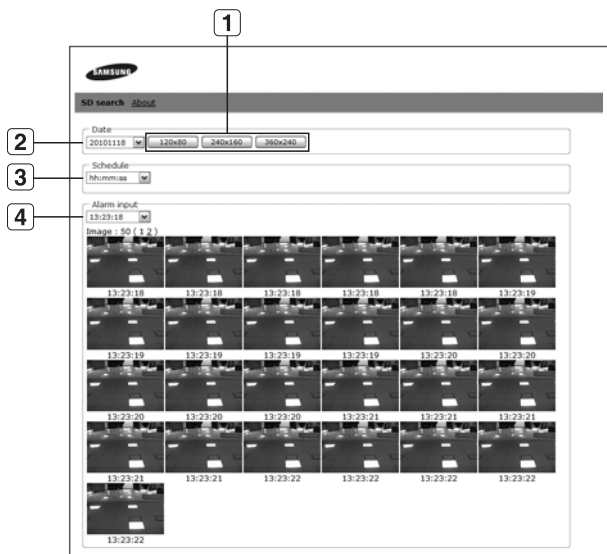 1
SAMSUNG
SD search About
Date
2 20101118 120x80 240x160 360x240
Schedule
3 hh:mm:ss
Alarm input
4 13:23:18
Image : 50 ( 1 2 )
13:23:18 13:23:18 13:23:18 13:23:18 13:23:18 13:23:19
13:23:19 13:23:19 13:23:19 13:23:19 13:23:20 13:23:20
13:23:20 13:23:20 13:23:20 13:23:21 13:23:21 13:23:21
13:23:21 13:23:21 13:23:22 13:23:22 13:23:22 13:23:22
13:23:22